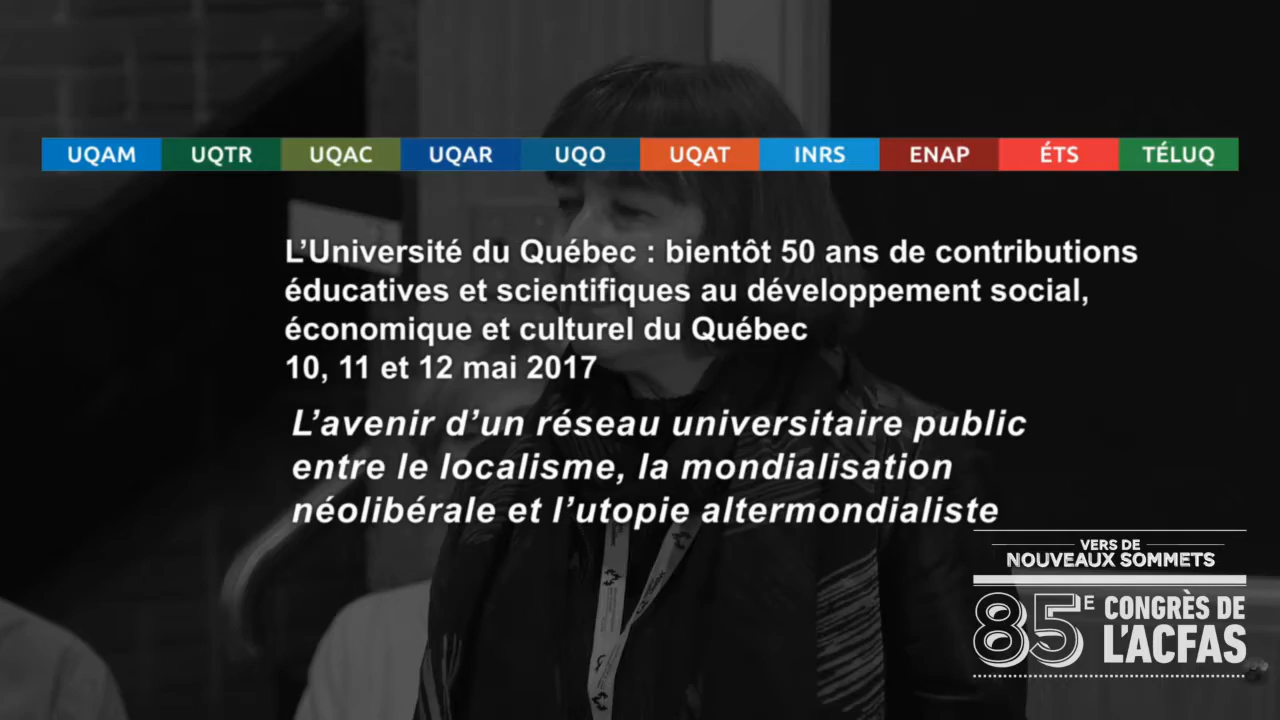 UQAM UQTR UQAC UQAR UQO UQAT INRS ENAP ÉTS TÉLUQ
L'Université du Québec : bientôt 50 ans de contributions
éducatives et scientifiques au développement social,
économique et culturel du Québec
10, 11 et 12 mai 2017
L'avenir d'un réseau universitaire public
entre le localisme, la mondialisation
néolibérale et l'utopie altermondialiste
VERS DE
NOUVEAUX SOMMETS
85E CONGRÈS DE
L'ACFAS